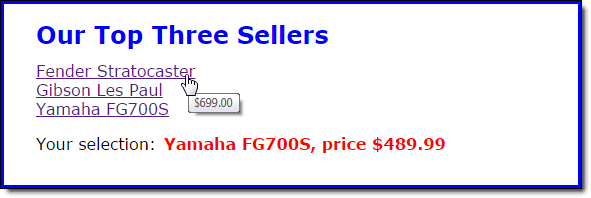 Our Top Three Sellers
Fender Stratocaster
Gibson Les Paul
$699.00
Yamaha FG700S
Your selection: Yamaha FG700S, price $489.99